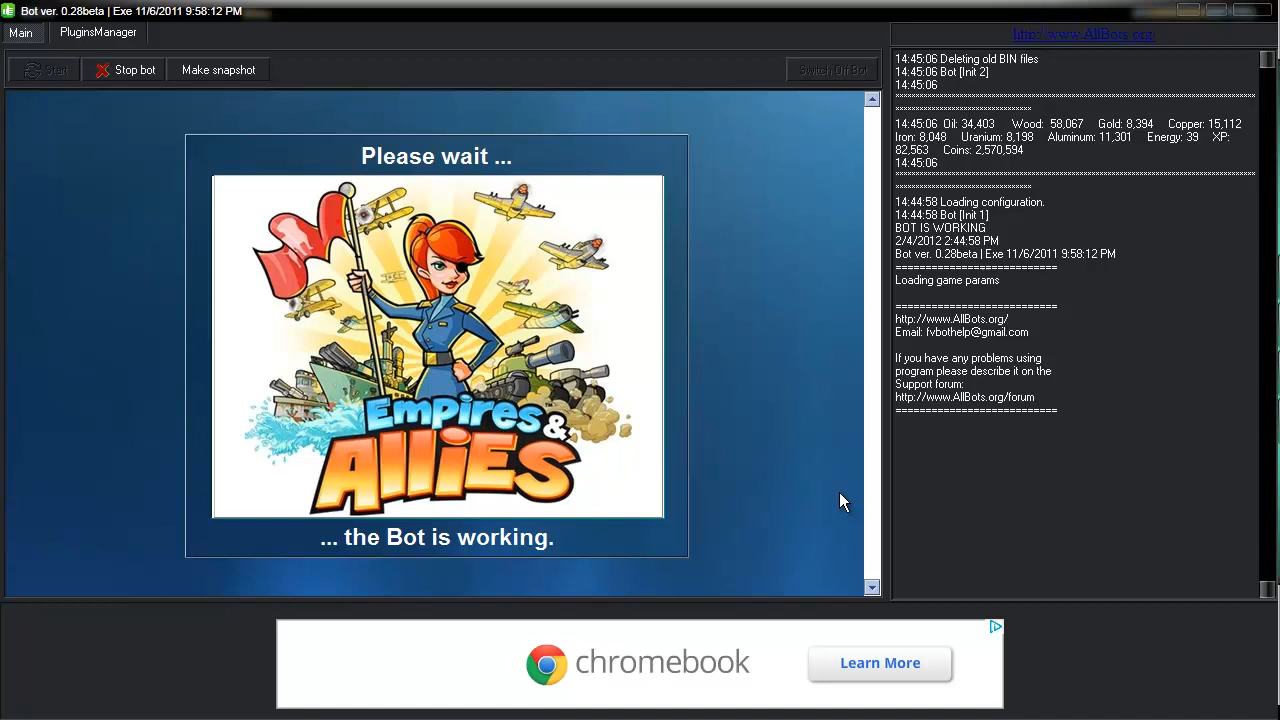 Bot ver. 0.28beta | Exe 11/6/2011 9:58:12 PM
Main PluginsManager
Start Stop bot Make snapshot Switch Off Bot
Please wait ...
Empires &
Allies
... the Bot is working.
http://www.AllBots.org/
14:45:06 Deleting old BIN files
14:45:06 Bot [Init 2]
14:45:06
14:45:06 Oil: 34,403 Wood: 58,067 Gold: 8,394 Copper: 15,112
Iron: 8,048 Uranium: 8,198 Aluminum: 11,301 Energy: 39 XP:
82,563 Coins: 2,570,594
14:45:06
14:44:58 Loading configuration.
14:44:58 Bot [Init 1]
BOT IS WORKING
2/4/2012 2:44:58 PM
Bot ver. 0.28beta | Exe 11/6/2011 9:58:12 PM
===========================
Loading game params
===========================
http://www.AllBots.org/
Email: fvbothelp@gmail.com
If you have any problems using
program please describe it on the
Support forum:
http://www.AllBots.org/forum
===========================
chromebook
Learn More